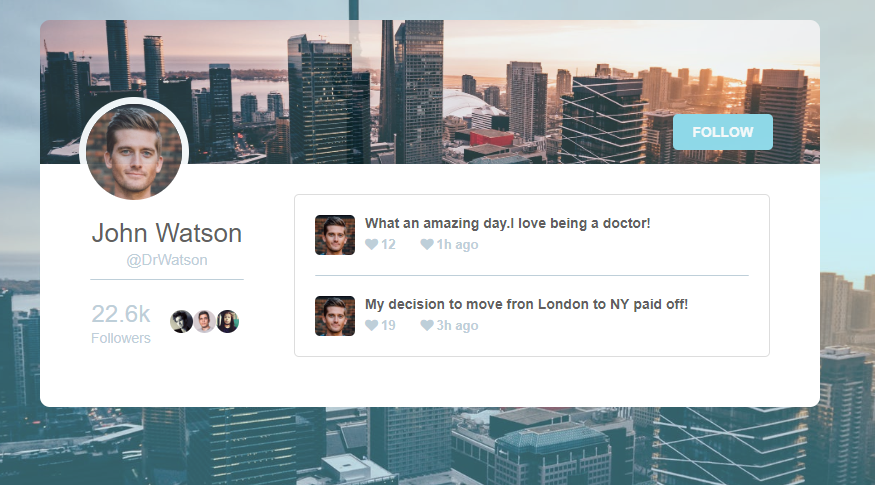 FOLLOW
John Watson
@DrWatson
22.6k
Followers
What an amazing day.I love being a doctor!
12 1h ago
My decision to move fron London to NY paid off!
19 3h ago